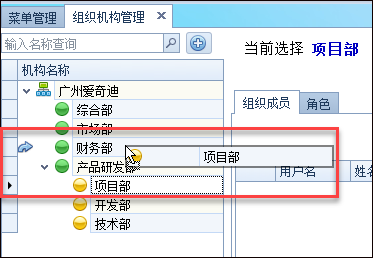 菜单管理 组织机构管理
输入名称查询
当前选择 项目部
机构名称
广州爱奇迪
综合部
组织成员 角色
市场部
财务部
项目部
产品研发部
用户名 姓名
项目部
开发部
技术部